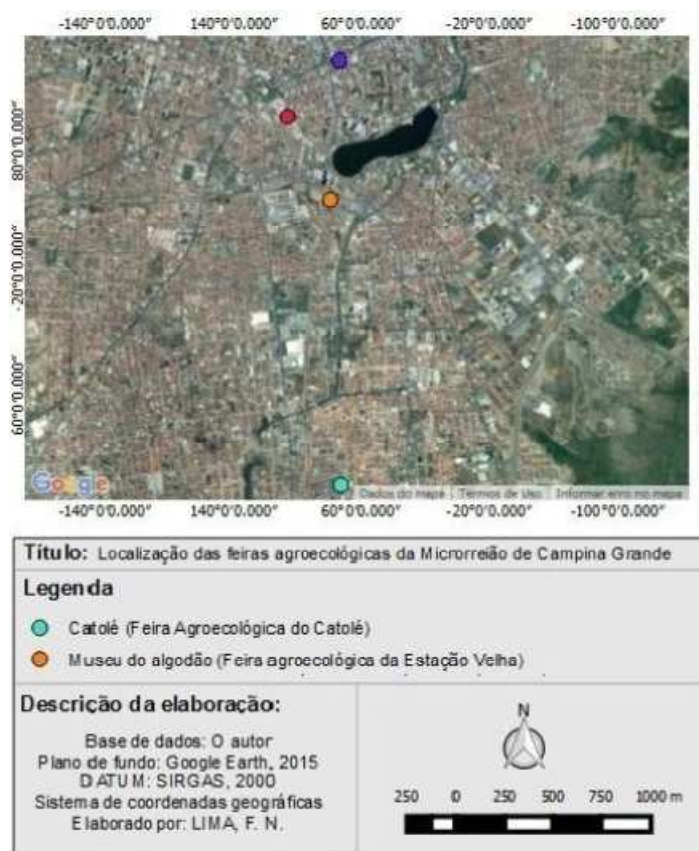 -140°0'0.000" 140°0'0.000" 60°0'0.000" -20°0'0.000" -100°0'0.000"
80°0'0.000"
-20°0'0.000"
60°0'0.000"
Google
Dados do mapa Termos de Uso Informar erro no mapa
-140°0'0.000" 140°0'0.000" 60°0'0.000" -20°0'0.000" -100°0'0.000"
Título: Localização das feiras agroecológicas da Microrreião de Campina Grande
Legenda
Catolé (Feira Agroecológica do Catolé)
Museu do algodão (Feira agroecológica da Estação Velha)
Descrição da elaboração:
Base de dados: O autor
Plano de fundo: Google Earth, 2015
DATUM: SIRGAS, 2000
Sistema de coordenadas geográficas
Elaborado por: LIMA, F. N.
N
250 0 250 500 750 1000 m